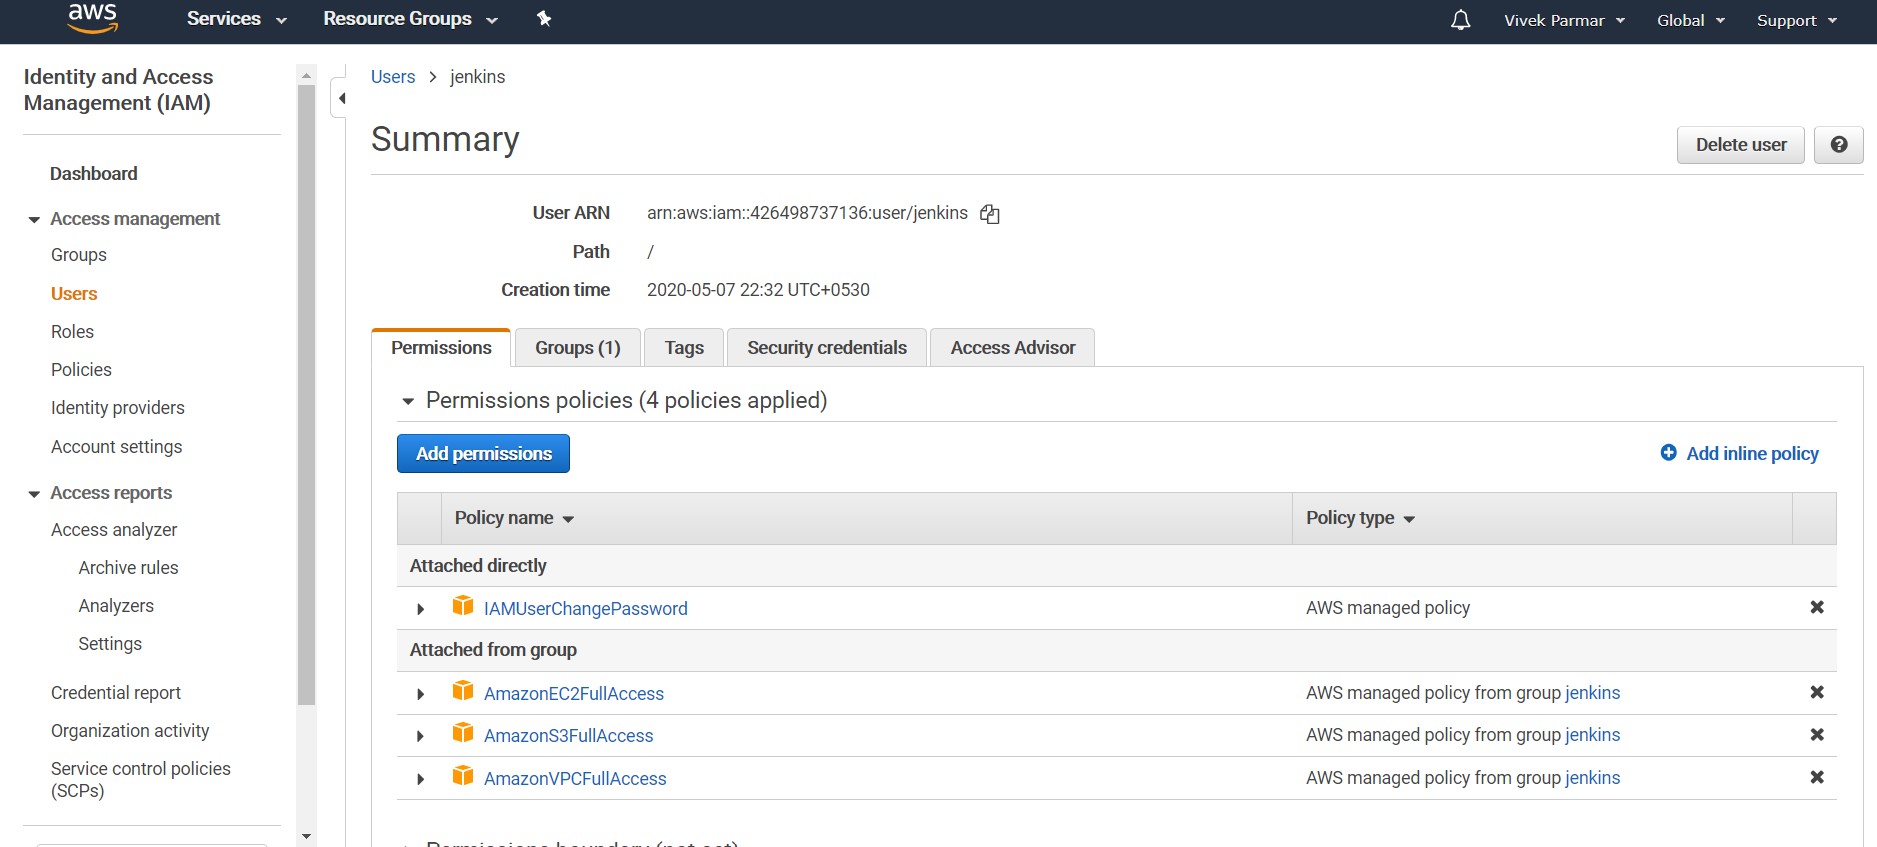 aws Services Resource Groups Vivek Parmar Global Support
Identity and Access
Management (IAM)
Dashboard
Access management
Groups
Users
Roles
Policies
Identity providers
Account settings
Access reports
Access analyzer
Archive rules
Analyzers
Settings
Credential report
Organization activity
Service control policies
(SCPs)
Users > jenkins
Summary
Delete user
User ARN arn:aws:iam::426498737136:user/jenkins
Path /
Creation time 2020-05-07 22:32 UTC+0530
Permissions Groups (1) Tags Security credentials Access Advisor
Permissions policies (4 policies applied)
Add permissions Add inline policy
Policy name Policy type
Attached directly
IAMUserChangePassword AWS managed policy
Attached from group
AmazonEC2FullAccess AWS managed policy from group jenkins
AmazonS3FullAccess AWS managed policy from group jenkins
AmazonVPCFullAccess AWS managed policy from group jenkins
Permissions boundary (not set)